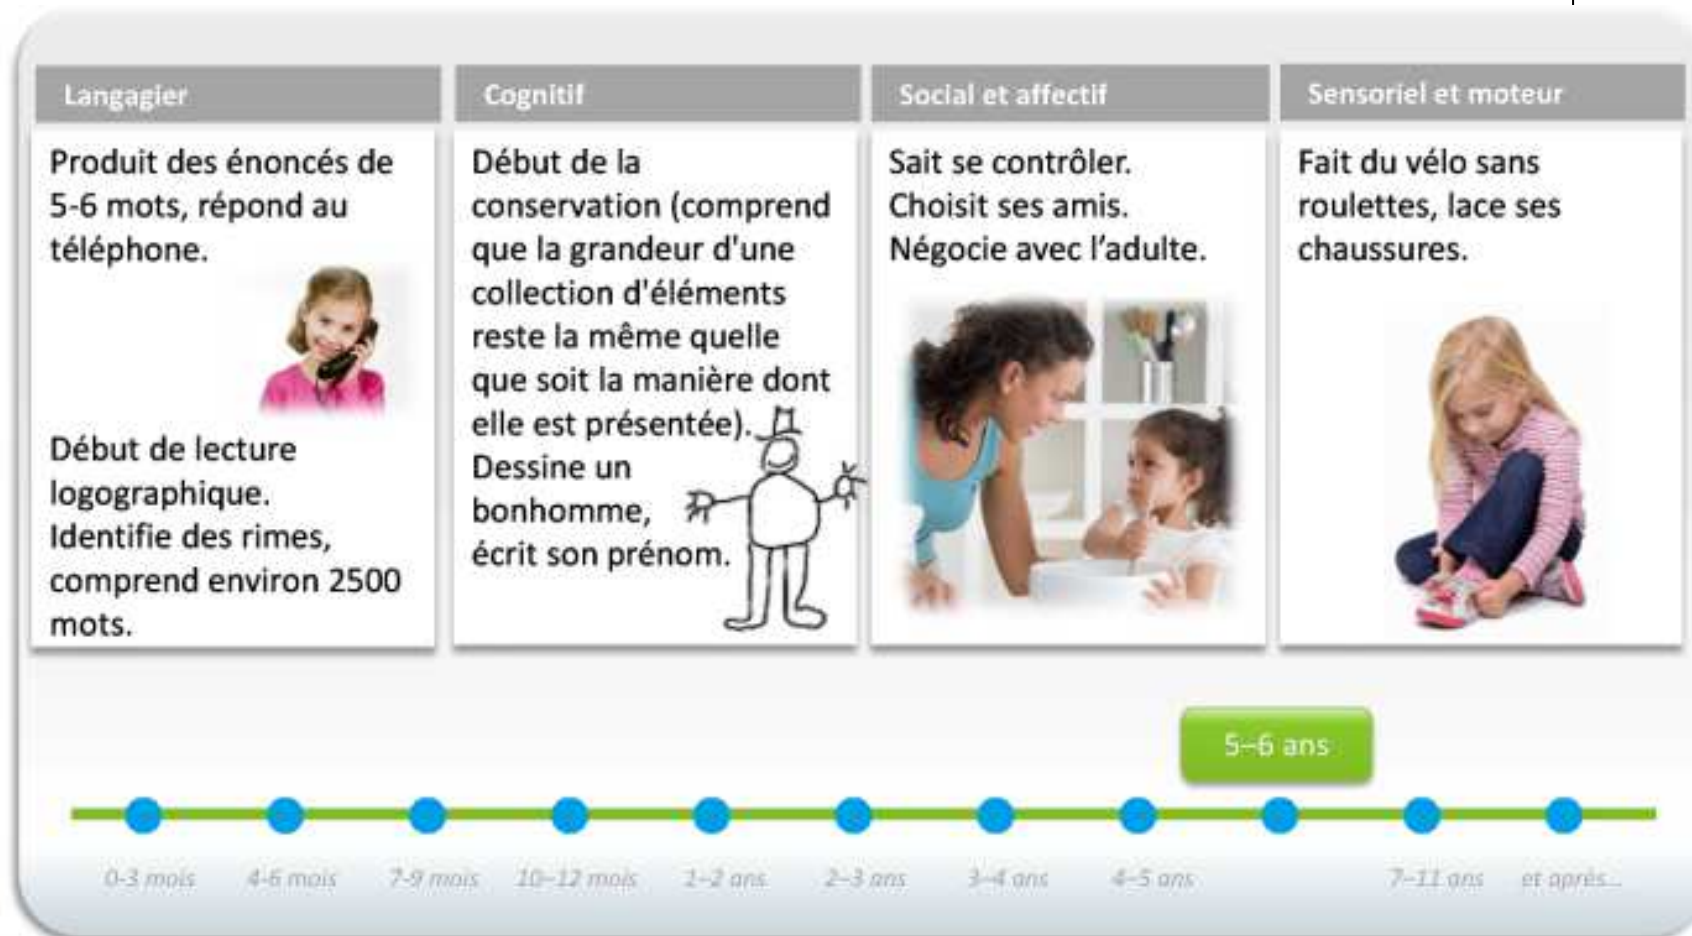 Langagier
Produit des énoncés de
5-6 mots, répond au
téléphone.
Début de lecture
logographique.
Identifie des rimes,
comprend environ 2500
mots.
Cognitif
Début de la
conservation (comprend
que la grandeur d'une
collection d'éléments
reste la même quelle
que soit la manière dont
elle est présentée).
Dessine un
bonhomme,
écrit son prénom.
Social et affectif
Sait se contrôler.
Choisit ses amis.
Négocie avec l’adulte.
Sensoriel et moteur
Fait du vélo sans
roulettes, lace ses
chaussures.
5–6 ans
0-3 mois
4-6 mois
7-9 mois
10–12 mois
1–2 ans
2–3 ans
3–4 ans
4–5 ans
7–11 ans
et après...